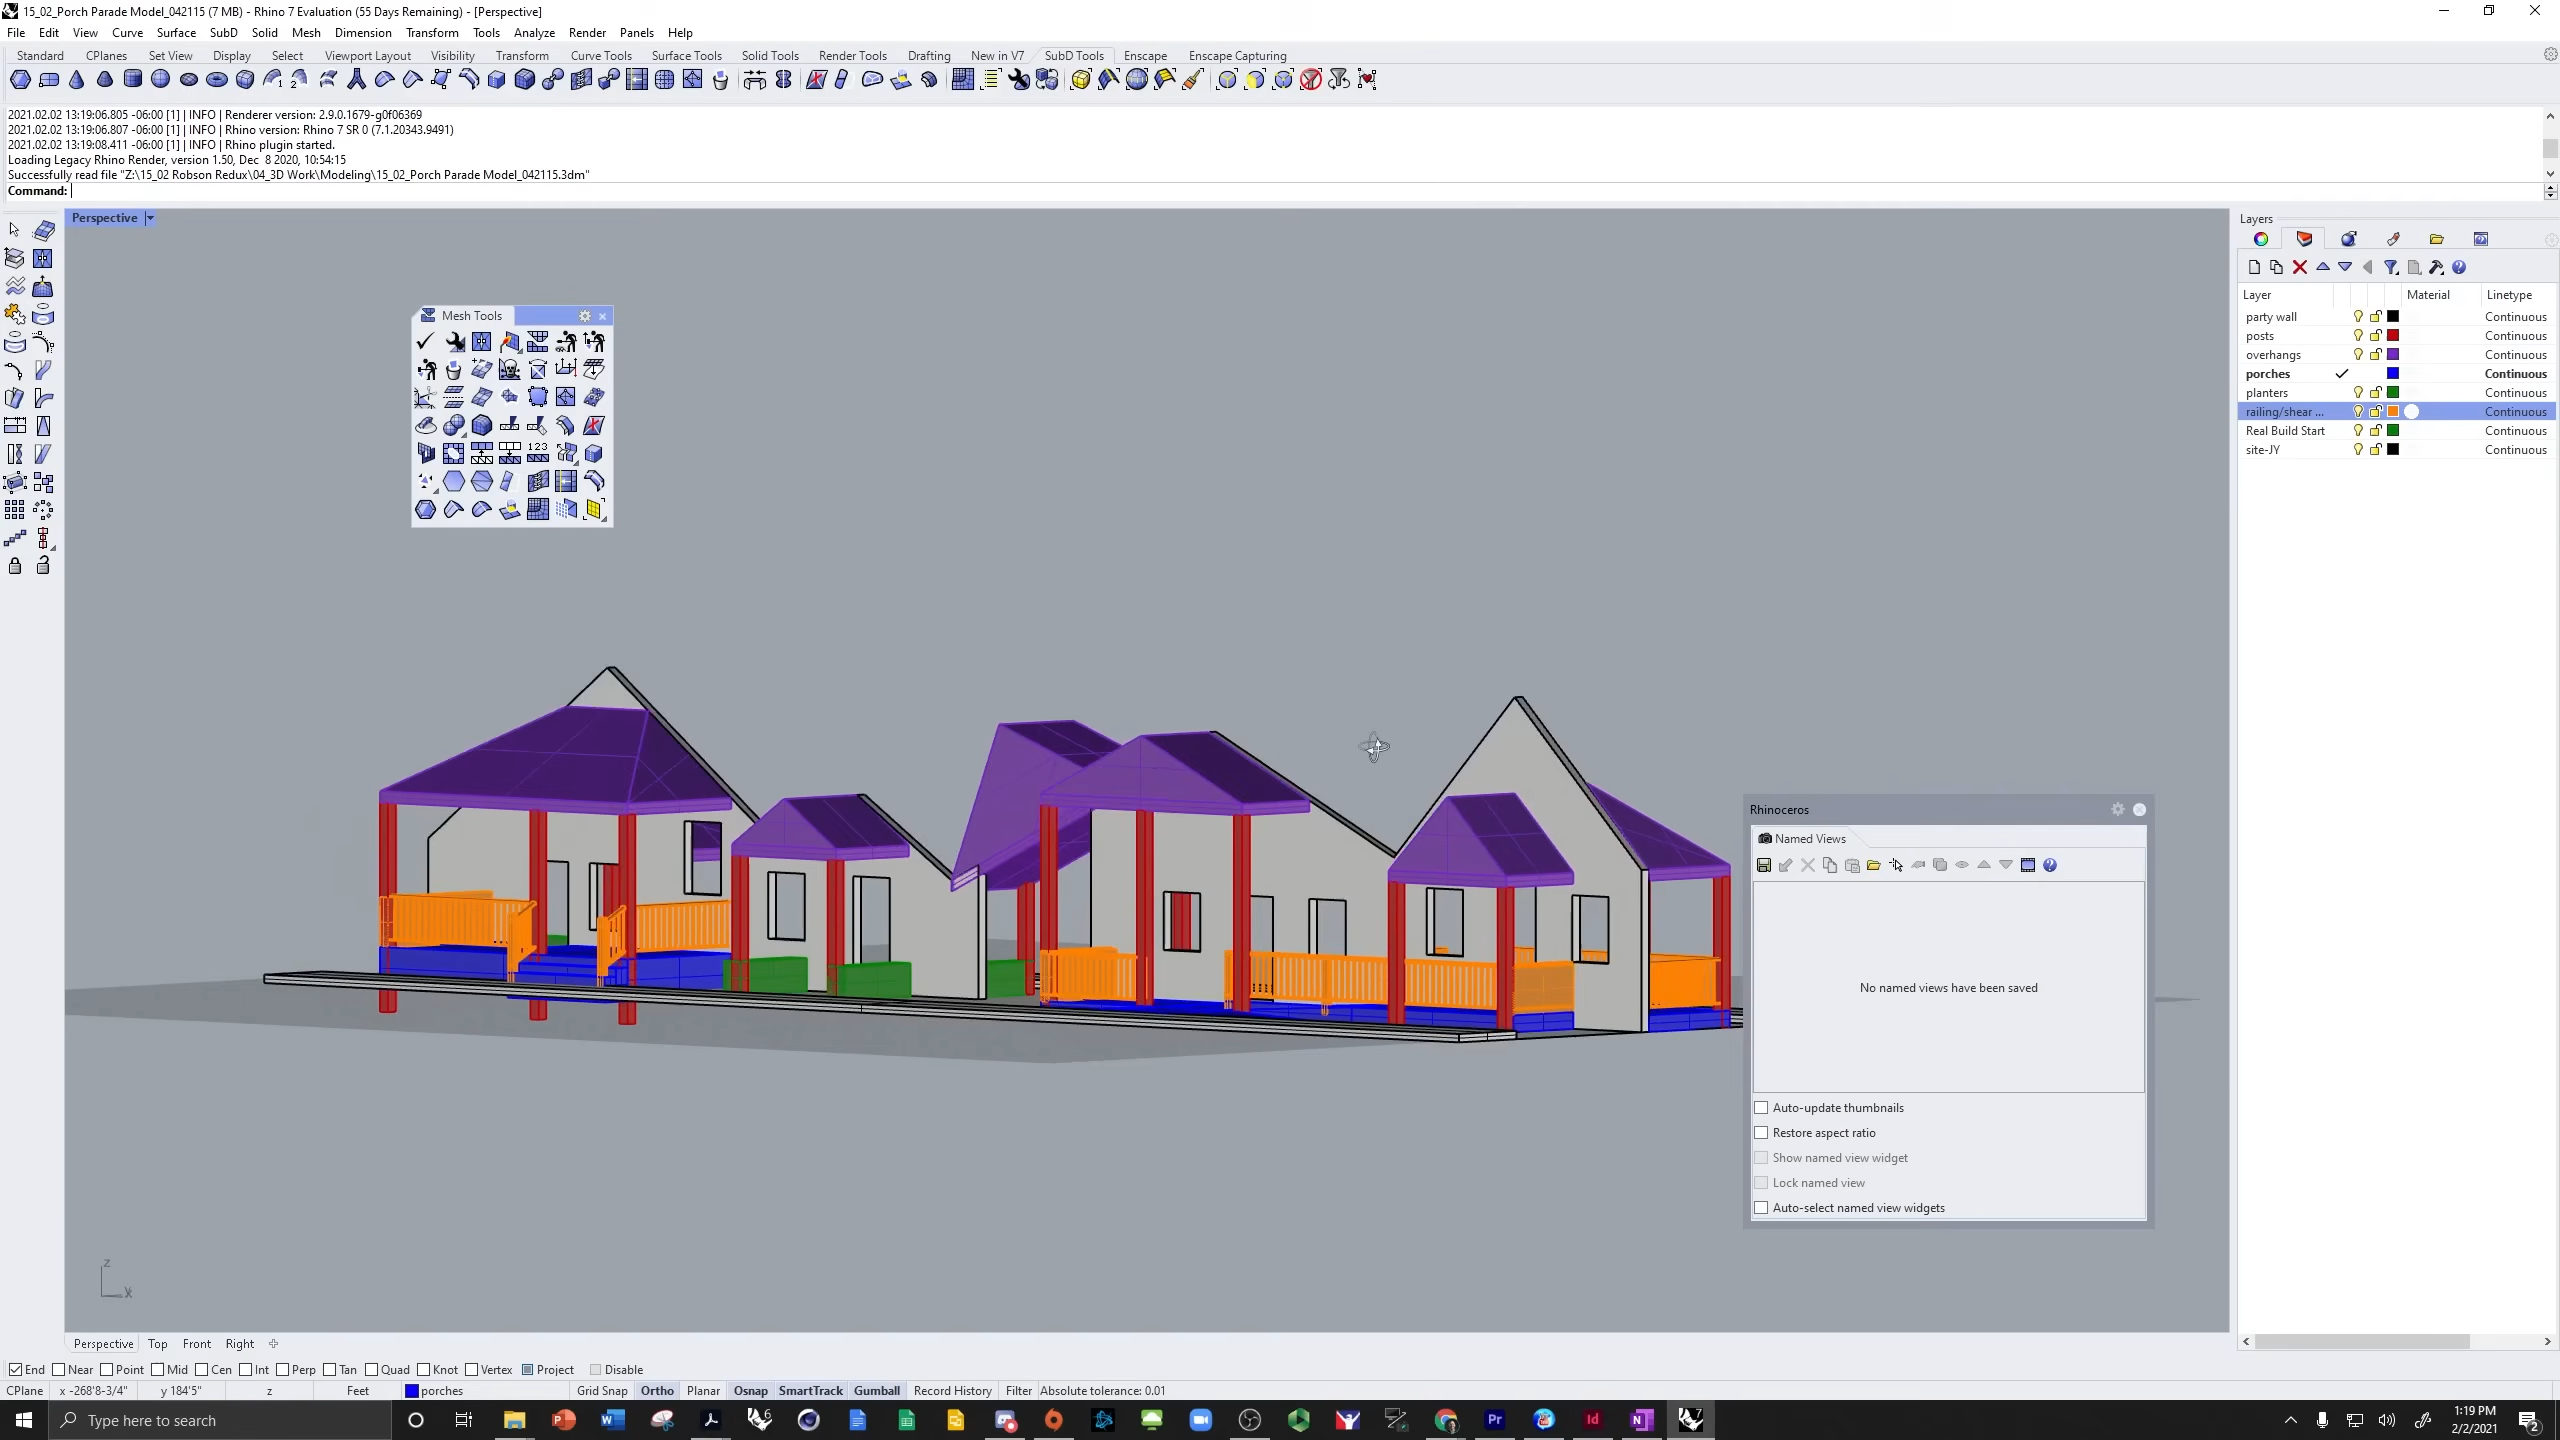 15_02_Porch Parade Model_042115 (7 MB) - Rhino 7 Evaluation (55 Days Remaining) - [Perspective]
File Edit View Curve Surface SubD Solid Mesh Dimension Transform Tools Analyze Render Panels Help
Standard CPlanes Set View Display Select Viewport Layout Visibility Transform Curve Tools Surface Tools Solid Tools Mesh Tools Render Tools Drafting New in V7 SubD Tools Enscape Enscape Capturing
2021.02.02 13:19:06.805 -06:00 [1] | INFO | Renderer version: 2.9.0.1679-g0f06369
2021.02.02 13:19:06.807 -06:00 [1] | INFO | Rhino version: Rhino 7 SR 0 (7.1.20343.9491)
2021.02.02 13:19:08.411 -06:00 [1] | INFO | Rhino plugin started.
Loading Legacy Rhino Render, version 1.50, Dec 8 2020, 10:54:15
Successfully read file "Z:\15_02 Robson Redux\04_3D Work\Modeling\15_02_Porch Parade Model_042115.3dm"
Command:
Perspective
Mesh Tools
123
Layers
Layer Material Linetype
party wall Continuous
posts Continuous
overhangs Continuous
porches Continuous
planters Continuous
railing/shear ... Continuous
Real Build Start Continuous
site-JY Continuous
Rhinoceros
Named Views
No named views have been saved
Auto-update thumbnails
Restore aspect ratio
Show named view widget
Lock named view
Auto-select named view widgets
z
x
Perspective Top Front Right
End Near Point Mid Cen Int Perp Tan Quad Knot Vertex Project Disable
CPlane x -268'8-3/4" y 184'5" z Feet porches Grid Snap Ortho Planar Osnap SmartTrack Gumball Record History Filter Absolute tolerance: 0.01
Type here to search
1:19 PM
2/2/2021
2